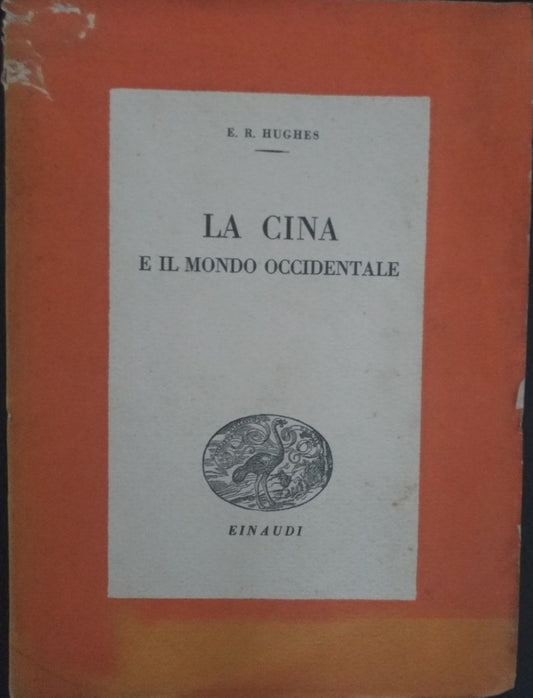 E. R. HUGHES
LA CINA
E IL MONDO OCCIDENTALE
EINAUDI